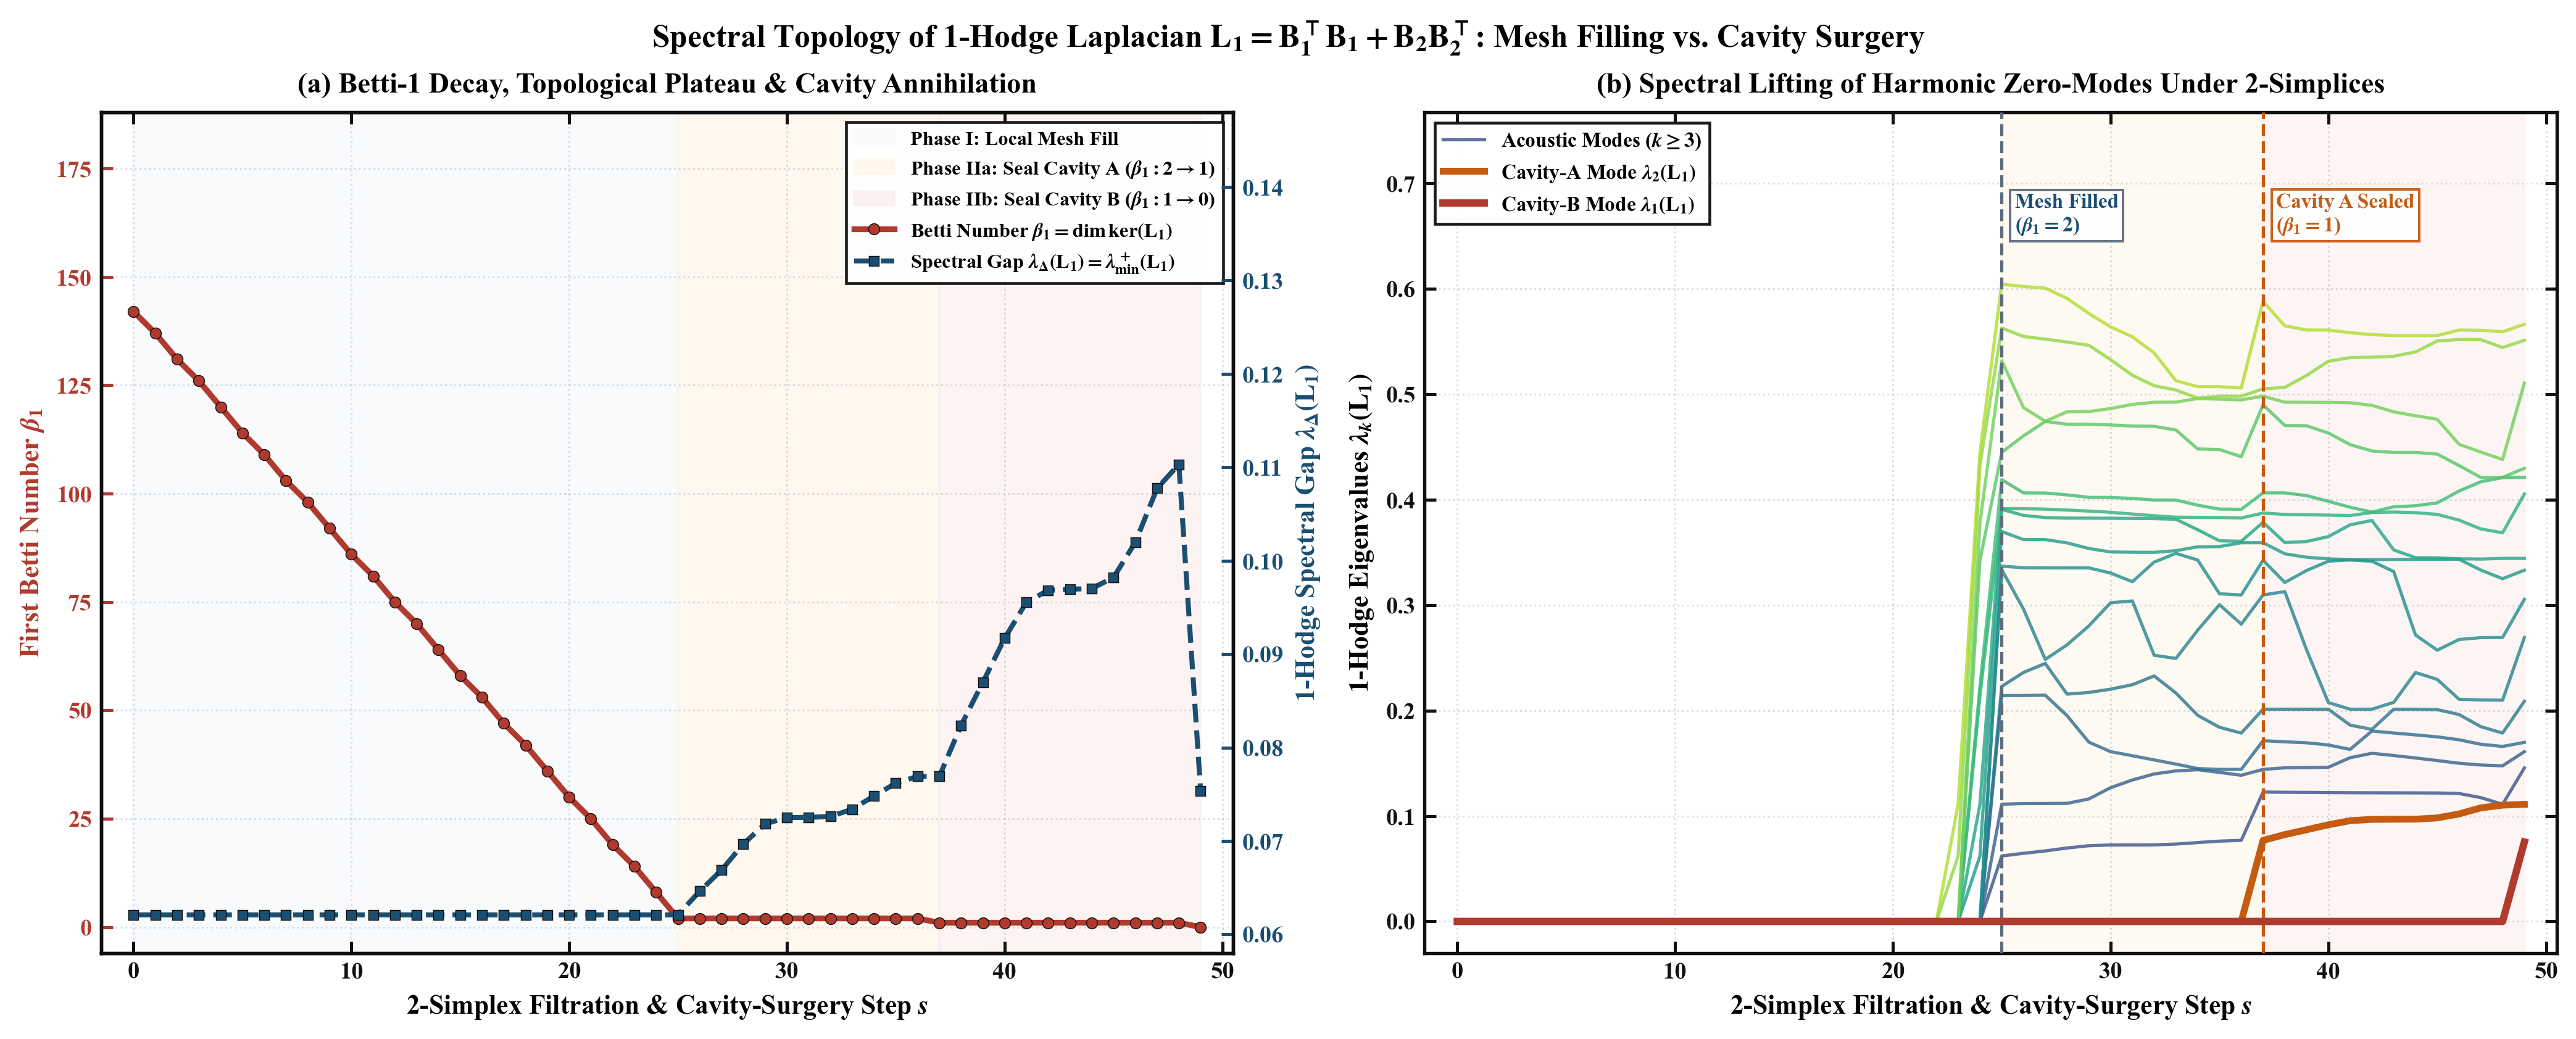 Spectral Topology of 1-Hodge Laplacian L₁ = B₁⊤ B₁ + B₂B₂⊤ : Mesh Filling vs. Cavity Surgery
(a) Betti-1 Decay, Topological Plateau & Cavity Annihilation
First Betti Number β₁
175
150
125
100
75
50
25
0
Phase I: Local Mesh Fill
Phase IIa: Seal Cavity A (β₁ : 2 → 1)
Phase IIb: Seal Cavity B (β₁ : 1 → 0)
Betti Number β₁ = dim ker(L₁)
Spectral Gap λ_Δ(L₁) = λ⁺_min(L₁)
0.14
0.13
0.12
0.11
0.10
0.09
0.08
0.07
0.06
1-Hodge Spectral Gap λ_Δ(L₁)
0 10 20 30 40 50
2-Simplex Filtration & Cavity-Surgery Step s
(b) Spectral Lifting of Harmonic Zero-Modes Under 2-Simplices
1-Hodge Eigenvalues λₖ(L₁)
0.7
0.6
0.5
0.4
0.3
0.2
0.1
0.0
Acoustic Modes (k ≥ 3)
Cavity-A Mode λ₂(L₁)
Cavity-B Mode λ₁(L₁)
Mesh Filled
(β₁ = 2)
Cavity A Sealed
(β₁ = 1)
0 10 20 30 40 50
2-Simplex Filtration & Cavity-Surgery Step s